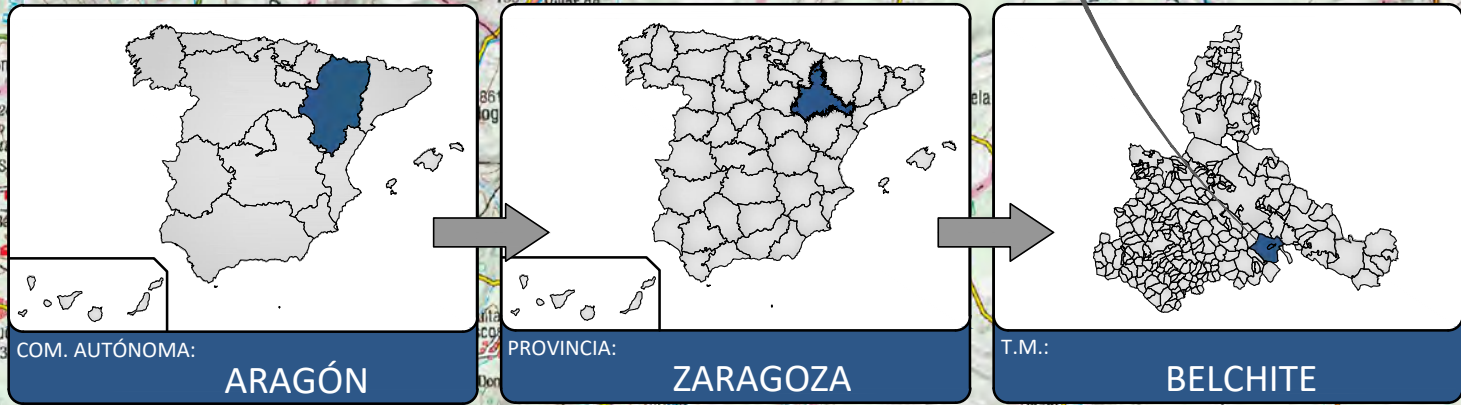 COM. AUTÓNOMA:
ARAGÓN
PROVINCIA:
ZARAGOZA
T.M.:
BELCHITE